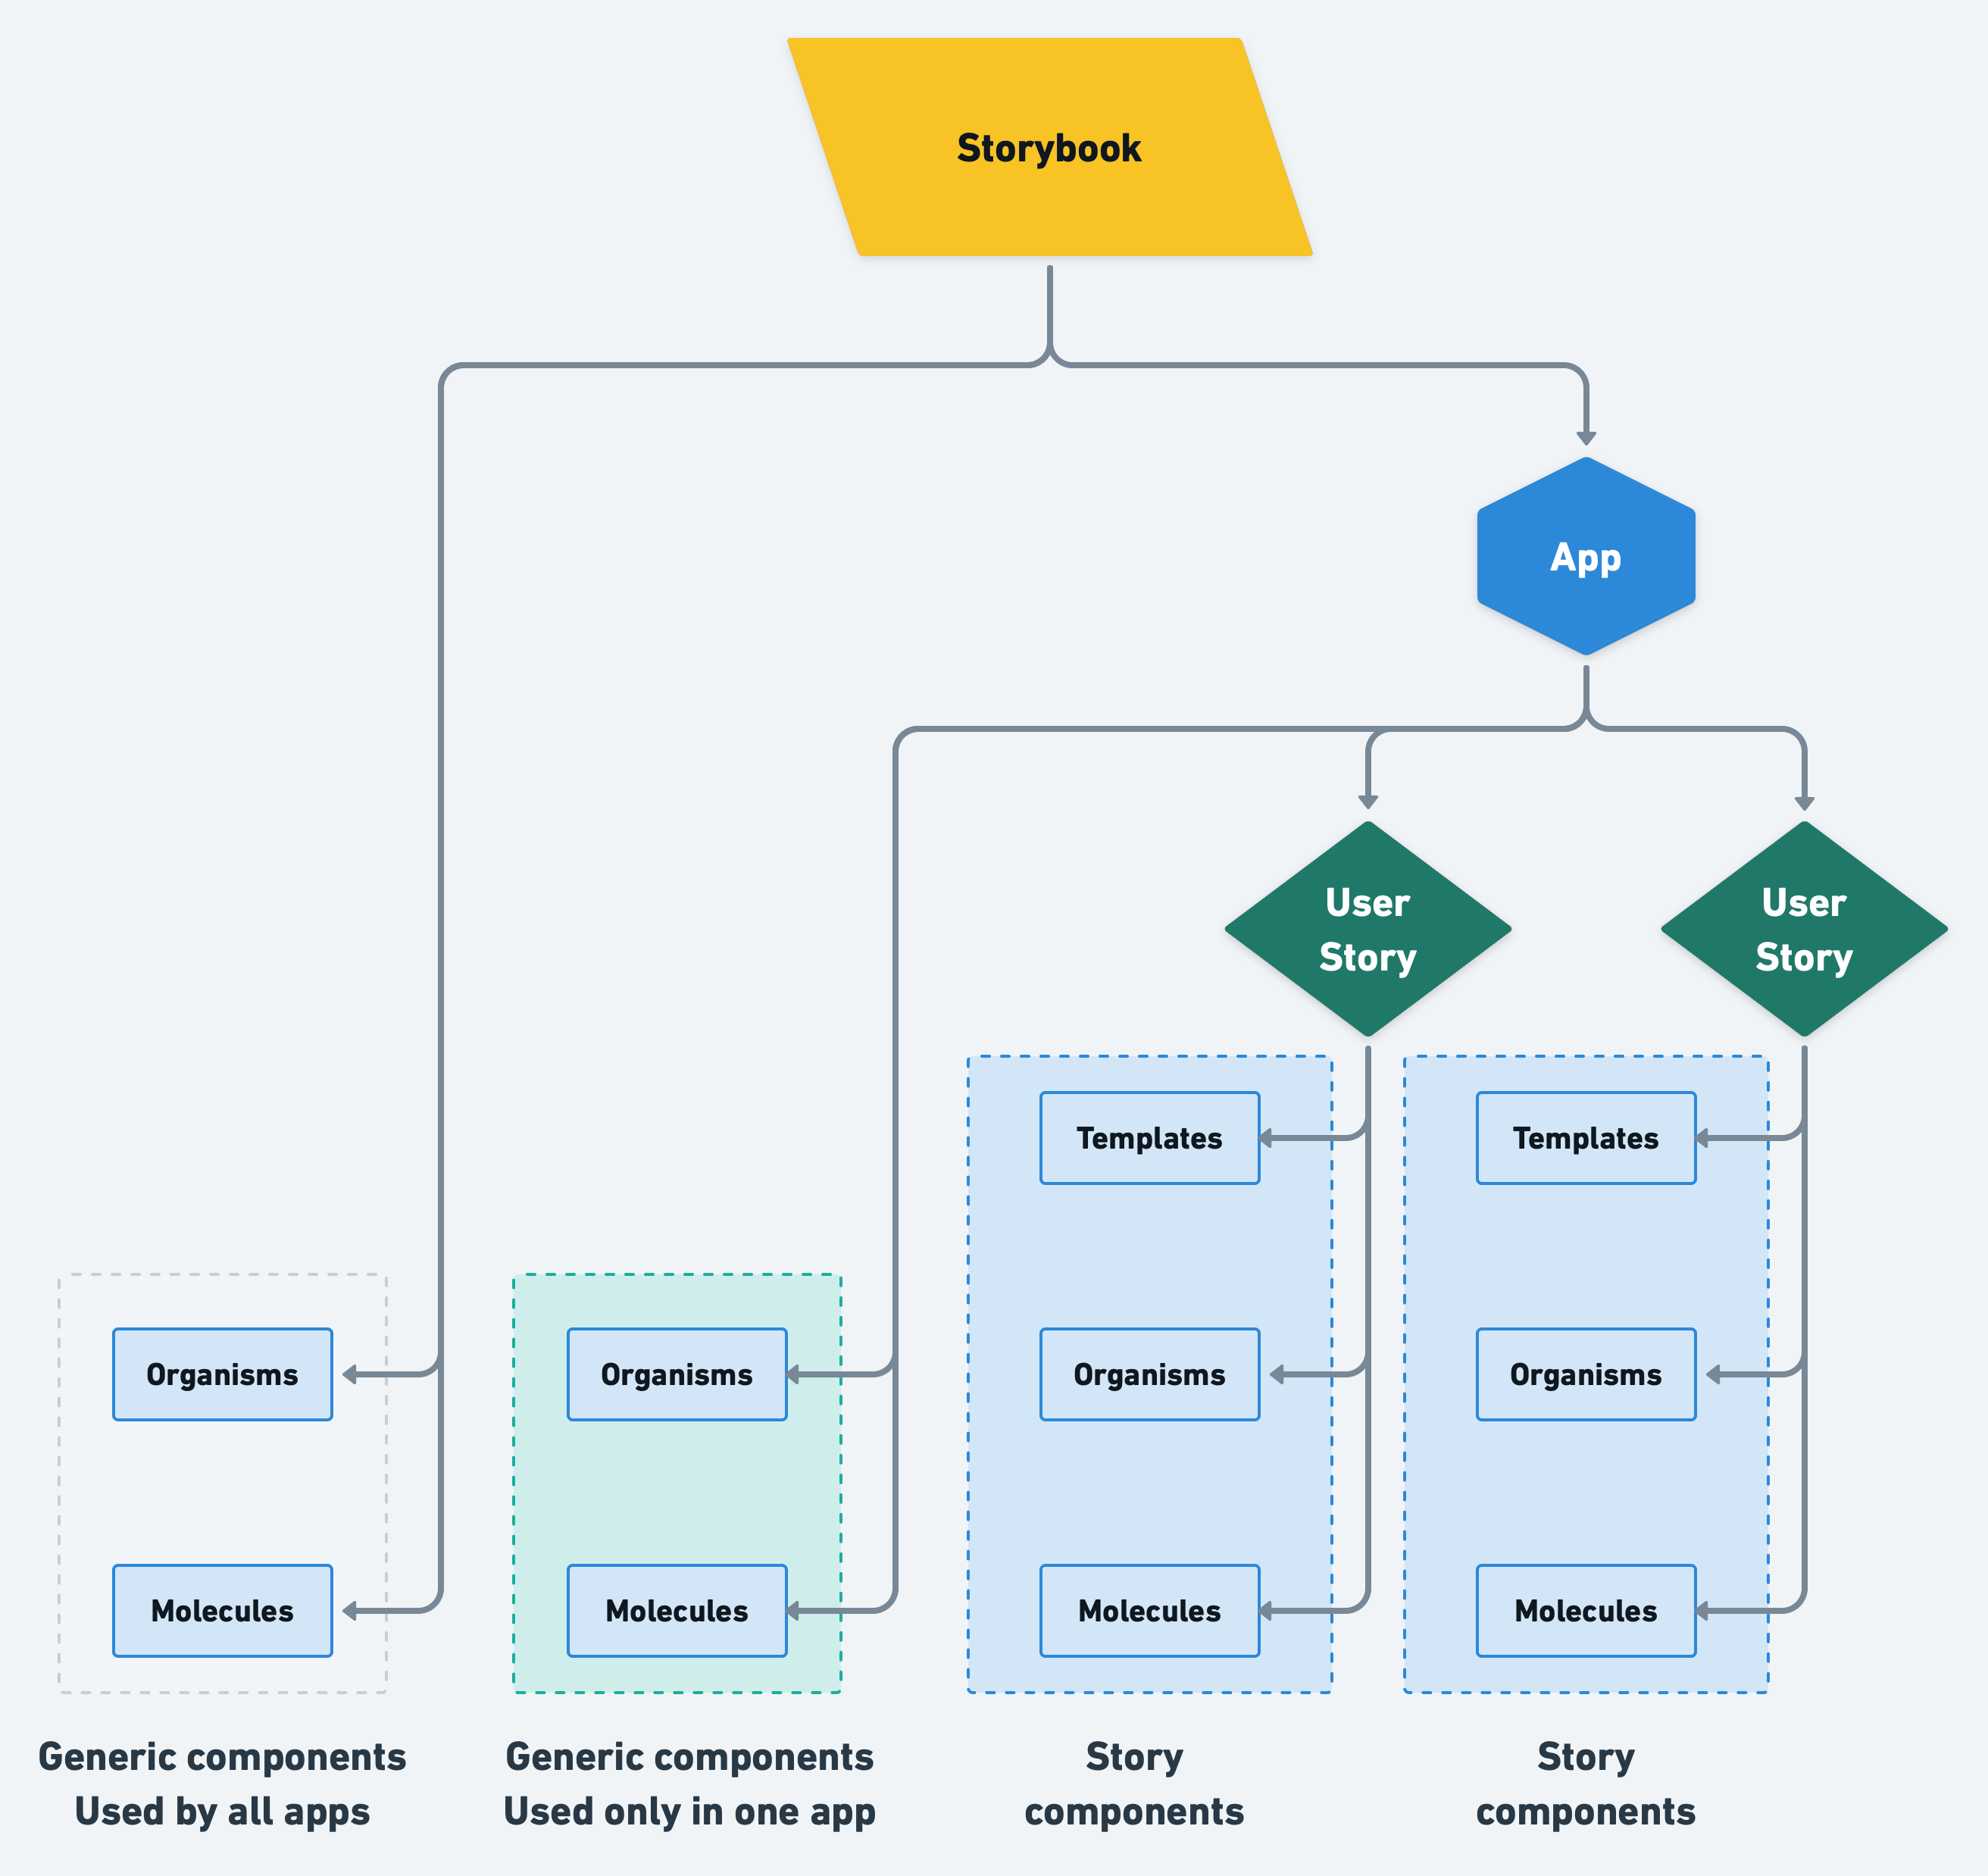 Storybook
App
User
Story
User
Story
Templates
Templates
Organisms
Organisms
Organisms
Organisms
Molecules
Molecules
Molecules
Molecules
Generic components
Used by all apps
Generic components
Used only in one app
Story
components
Story
components